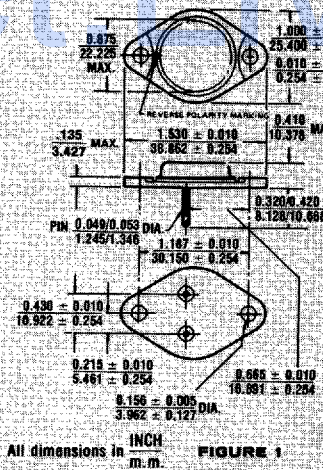 0.875
22.225
MAX.
1.000 ±
25.400 ±
0.010 ±
0.254 ±
REVERSE POLARITY MARKING
0.410
10.376
.135
3.427
MAX.
1.530 ± 0.010
38.862 ± 0.254
PIN 0.049/0.053 DIA.
1.245/1.346
0.320/0.420
8.128/10.668
1.187 ± 0.010
30.150 ± 0.254
0.430 ± 0.010
10.922 ± 0.254
0.215 ± 0.010
5.461 ± 0.254
0.665 ± 0.010
16.891 ± 0.254
0.156 ± 0.005 DIA.
3.962 ± 0.127
All dimensions in INCH
m.m.
FIGURE 1